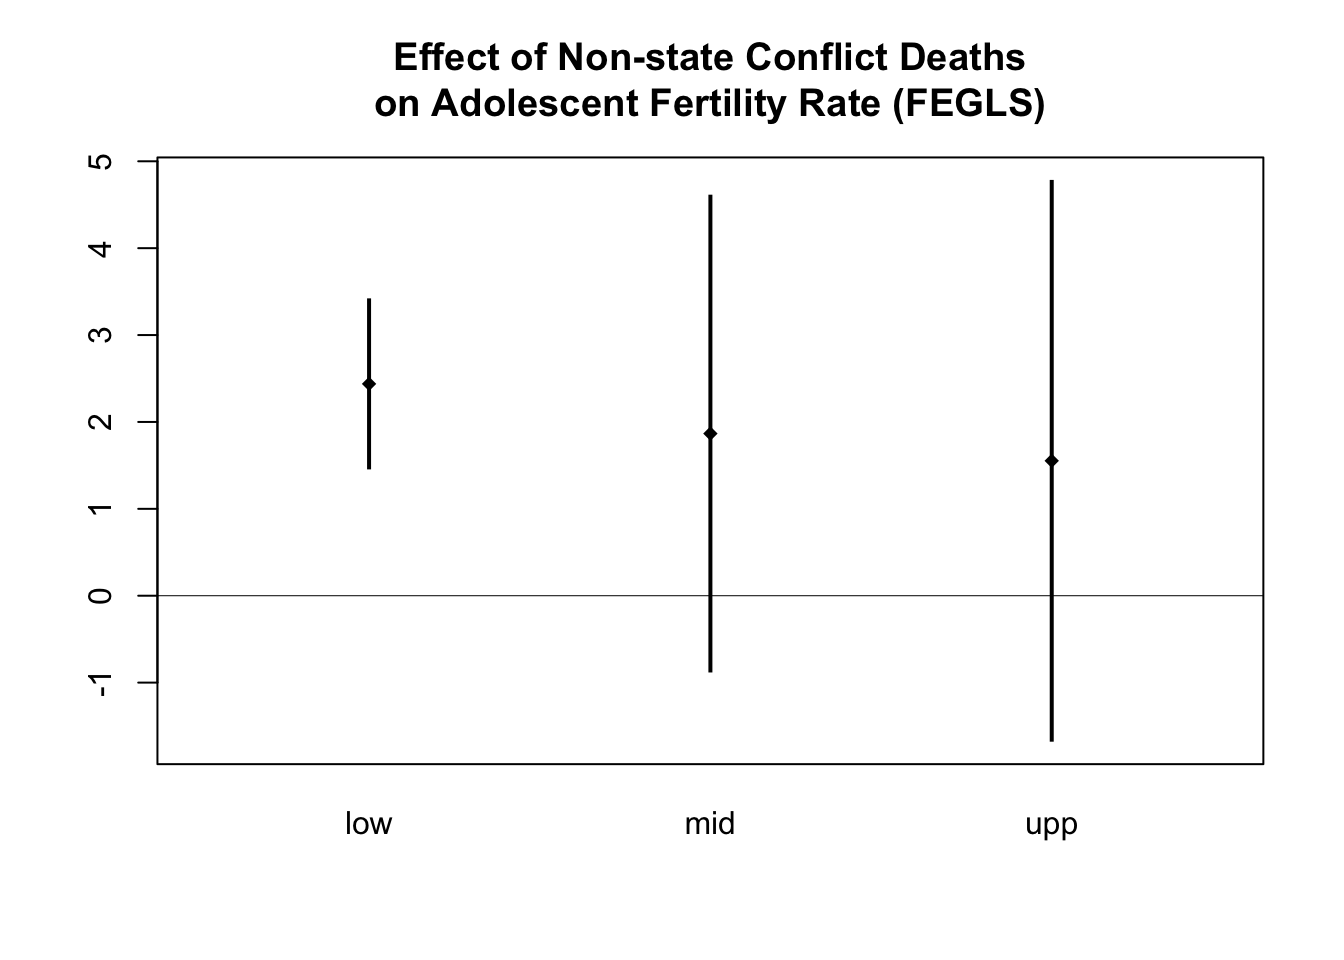 Effect of Non-state Conflict Deaths
on Adolescent Fertility Rate (FEGLS)
5
4
3
2
1
0
-1
low mid upp